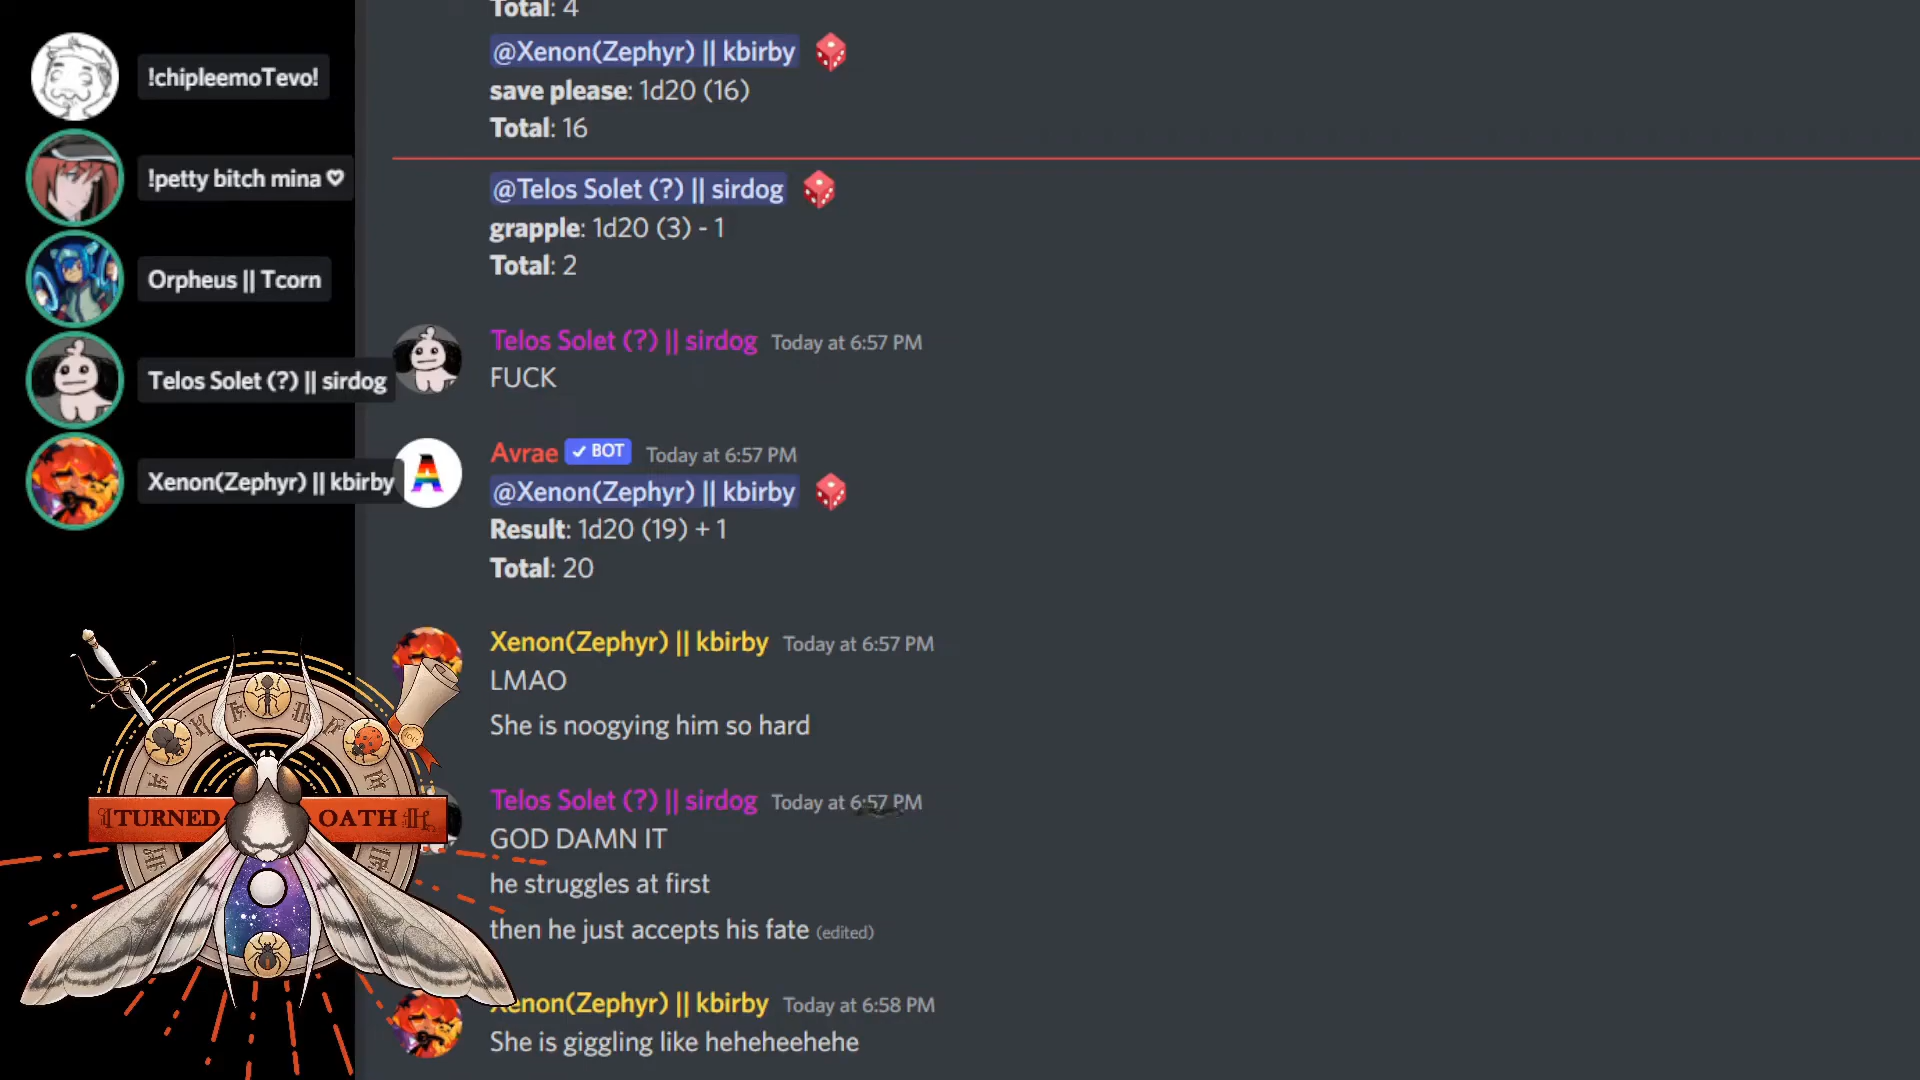 !chipleemoTevo!
!petty bitch mina ♡
Orpheus || Tcorn
Telos Solet (?) || sirdog
Xenon(Zephyr) || kbirby
TURNED OATH
Total: 4
@Xenon(Zephyr) || kbirby
save please: 1d20 (16)
Total: 16
@Telos Solet (?) || sirdog
grapple: 1d20 (3) - 1
Total: 2
Telos Solet (?) || sirdog Today at 6:57 PM
FUCK
A
Avrae ✓ BOT Today at 6:57 PM
@Xenon(Zephyr) || kbirby
Result: 1d20 (19) + 1
Total: 20
Xenon(Zephyr) || kbirby Today at 6:57 PM
LMAO
She is noogying him so hard
Telos Solet (?) || sirdog Today at 6:57 PM
GOD DAMN IT
he struggles at first
then he just accepts his fate (edited)
Xenon(Zephyr) || kbirby Today at 6:58 PM
She is giggling like heheheehehe